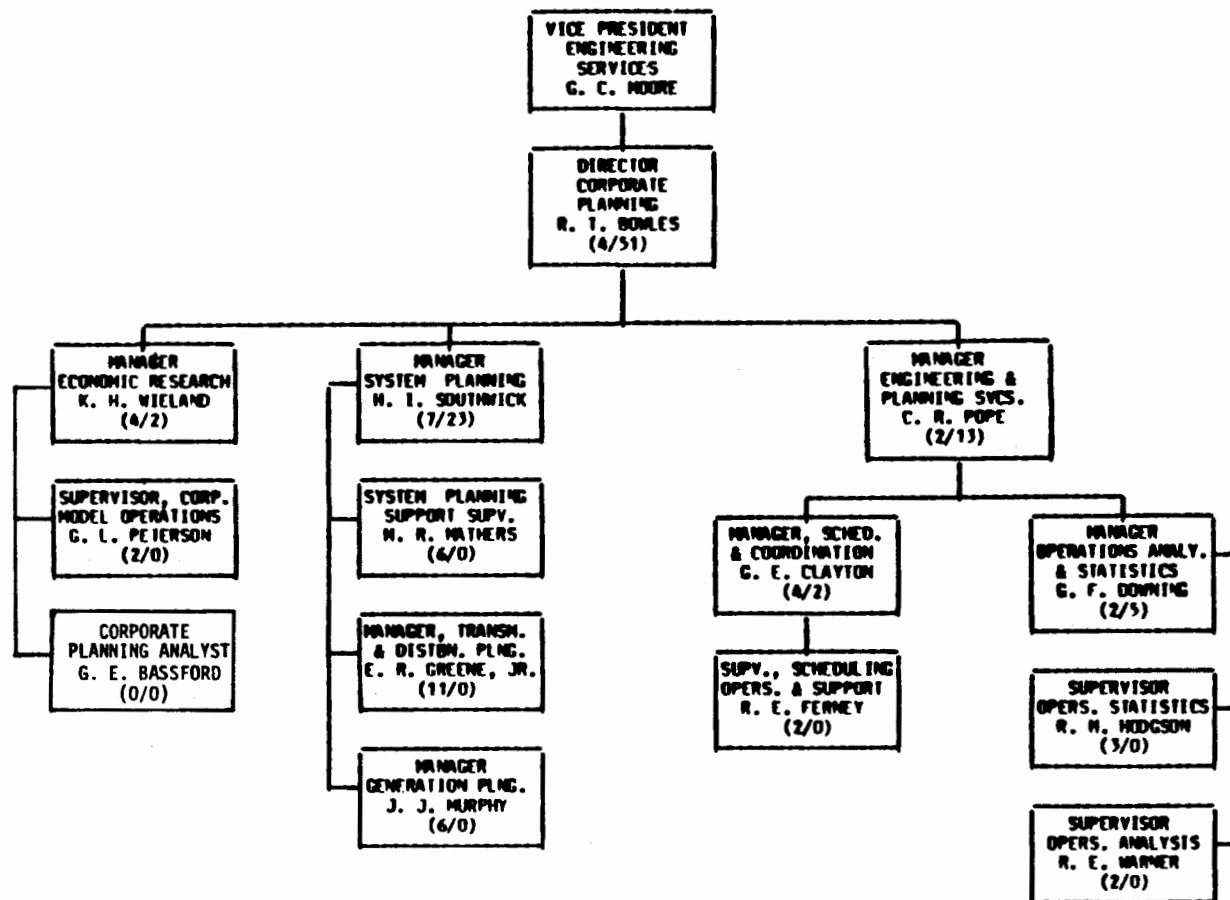 VICE PRESIDENT
ENGINEERING
SERVICES
G. C. MOORE
DIRECTOR
CORPORATE
PLANNING
R. T. BOWLES
(4/51)
MANAGER
ECONOMIC RESEARCH
K. H. WIELAND
(4/2)
SUPERVISOR, CORP.
MODEL OPERATIONS
G. L. PETERSON
(2/0)
CORPORATE
PLANNING ANALYST
G. E. BASSFORD
(0/0)
MANAGER
SYSTEM PLANNING
H. I. SOUTHWICK
(7/23)
SYSTEM PLANNING
SUPPORT SUPV.
M. R. MATHERS
(6/0)
MANAGER, TRANSM.
& DISTBN. PLNG.
E. R. GREENE, JR.
(11/0)
MANAGER
GENERATION PLNG.
J. J. MURPHY
(6/0)
MANAGER
ENGINEERING &
PLANNING SVCS.
C. R. POPE
(2/13)
MANAGER, SCHED.
& COORDINATION
G. E. CLAYTON
(4/2)
SUPV., SCHEDULING
OPERS. & SUPPORT
R. E. FERNEY
(2/0)
MANAGER
OPERATIONS ANALY.
& STATISTICS
G. F. DOWNING
(2/5)
SUPERVISOR
OPERS. STATISTICS
R. M. HODGSON
(3/0)
SUPERVISOR
OPERS. ANALYSIS
R. E. WARNER
(2/0)